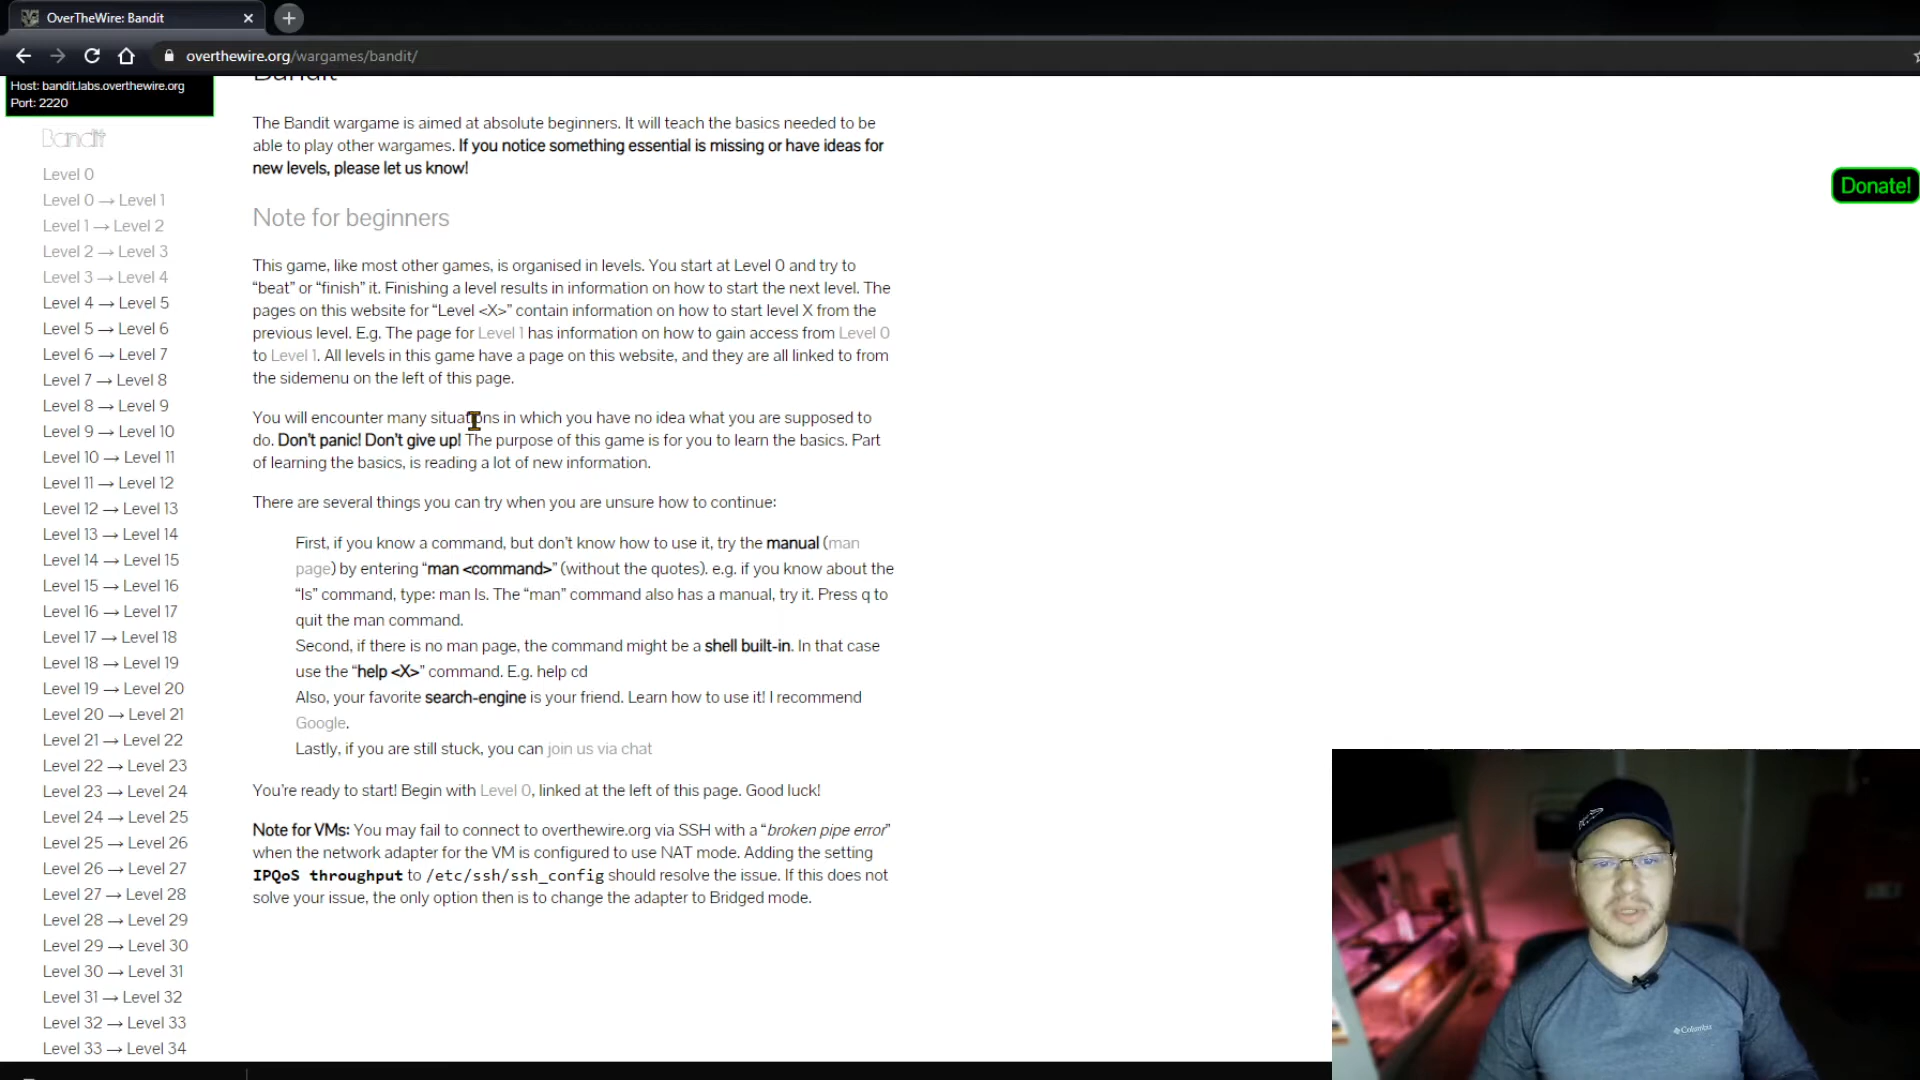 OverTheWire: Bandit
overthewire.org/wargames/bandit/
Host: bandit.labs.overthewire.org
Port: 2220
Bandit
Level 0
Level 0 → Level 1
Level 1 → Level 2
Level 2 → Level 3
Level 3 → Level 4
Level 4 → Level 5
Level 5 → Level 6
Level 6 → Level 7
Level 7 → Level 8
Level 8 → Level 9
Level 9 → Level 10
Level 10 → Level 11
Level 11 → Level 12
Level 12 → Level 13
Level 13 → Level 14
Level 14 → Level 15
Level 15 → Level 16
Level 16 → Level 17
Level 17 → Level 18
Level 18 → Level 19
Level 19 → Level 20
Level 20 → Level 21
Level 21 → Level 22
Level 22 → Level 23
Level 23 → Level 24
Level 24 → Level 25
Level 25 → Level 26
Level 26 → Level 27
Level 27 → Level 28
Level 28 → Level 29
Level 29 → Level 30
Level 30 → Level 31
Level 31 → Level 32
Level 32 → Level 33
Level 33 → Level 34
Bandit
The Bandit wargame is aimed at absolute beginners. It will teach the basics needed to be
able to play other wargames. If you notice something essential is missing or have ideas for
new levels, please let us know!
Note for beginners
This game, like most other games, is organised in levels. You start at Level 0 and try to
“beat” or “finish” it. Finishing a level results in information on how to start the next level. The
pages on this website for “Level <X>” contain information on how to start level X from the
previous level. E.g. The page for Level 1 has information on how to gain access from Level 0
to Level 1. All levels in this game have a page on this website, and they are all linked to from
the sidemenu on the left of this page.
You will encounter many situations in which you have no idea what you are supposed to
do. Don’t panic! Don’t give up! The purpose of this game is for you to learn the basics. Part
of learning the basics, is reading a lot of new information.
There are several things you can try when you are unsure how to continue:
First, if you know a command, but don’t know how to use it, try the manual (man
page) by entering “man <command>” (without the quotes). e.g. if you know about the
“ls” command, type: man ls. The “man” command also has a manual, try it. Press q to
quit the man command.
Second, if there is no man page, the command might be a shell built-in. In that case
use the “help <X>” command. E.g. help cd
Also, your favorite search-engine is your friend. Learn how to use it! I recommend
Google.
Lastly, if you are still stuck, you can join us via chat
You’re ready to start! Begin with Level 0, linked at the left of this page. Good luck!
Note for VMs: You may fail to connect to overthewire.org via SSH with a “broken pipe error”
when the network adapter for the VM is configured to use NAT mode. Adding the setting
IPQoS throughput to /etc/ssh/ssh_config should resolve the issue. If this does not
solve your issue, the only option then is to change the adapter to Bridged mode.
Donate!
Columbia